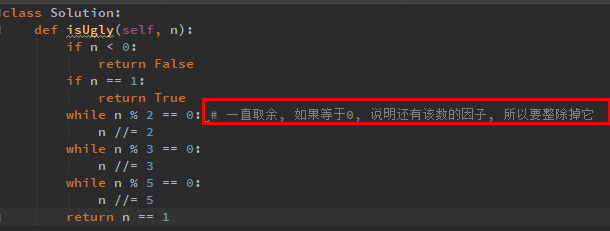 class Solution:
    def isUgly(self, n):
        if n < 0:
            return False
        if n == 1:
            return True
        while n % 2 == 0: # 一直取余, 如果等于0, 说明还有该数的因子, 所以要整除掉它
            n //= 2
        while n % 3 == 0:
            n //= 3
        while n % 5 == 0:
            n //= 5
        return n == 1